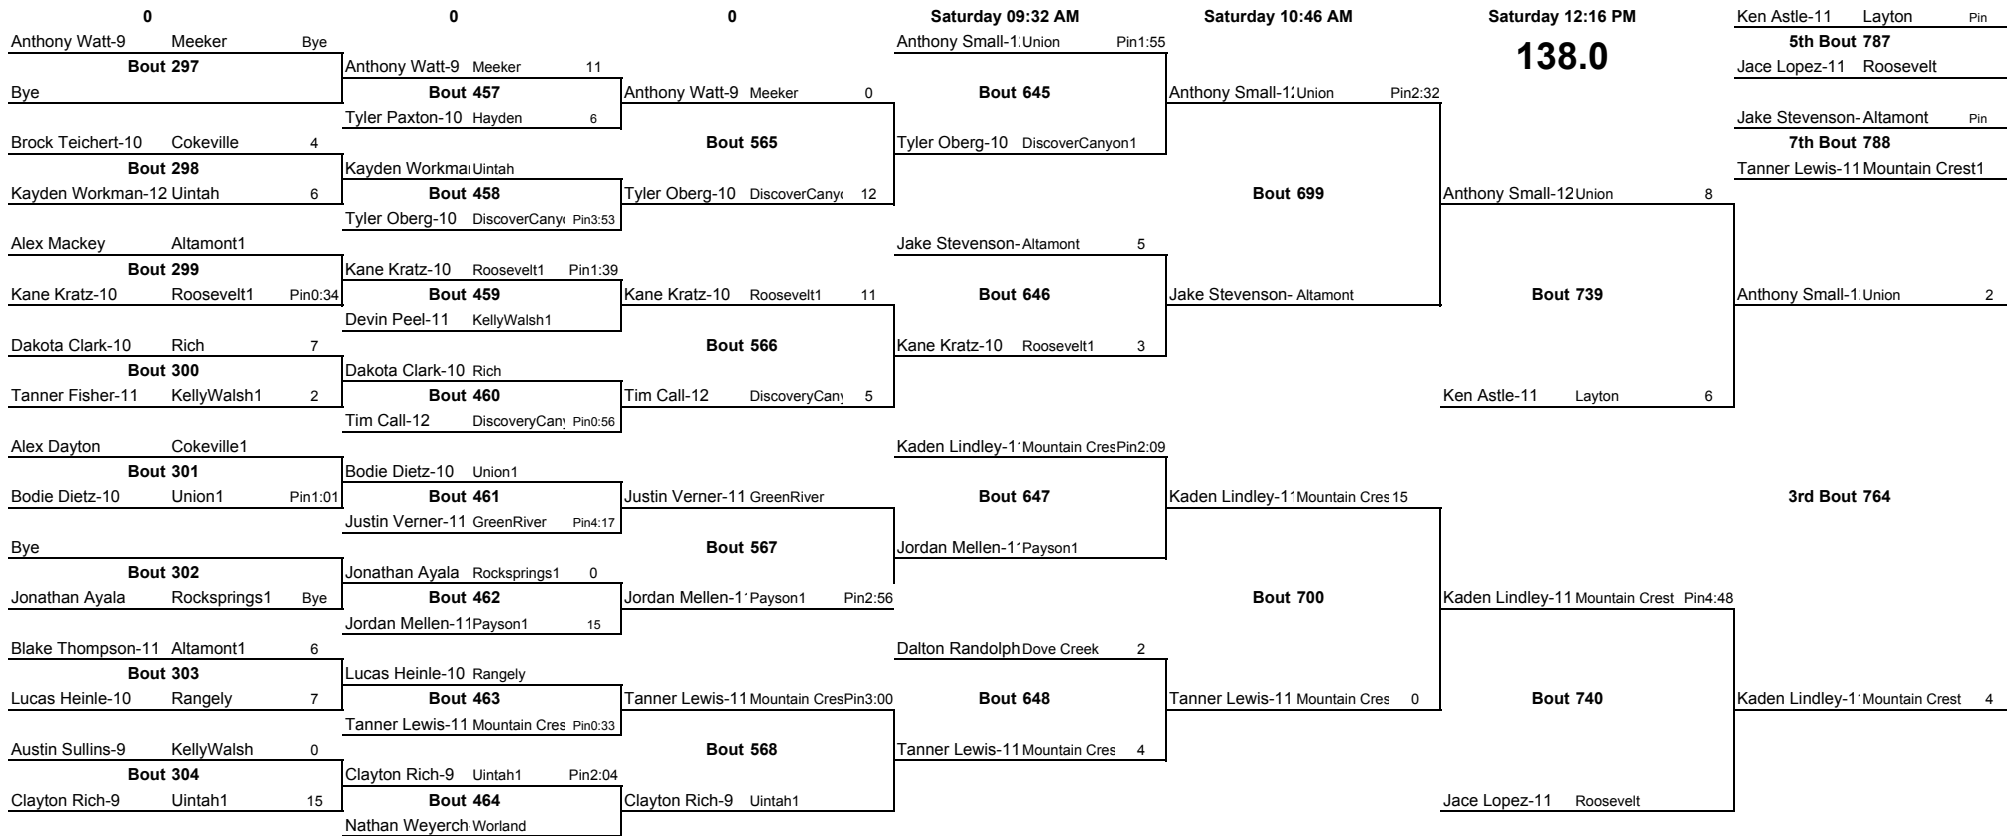 0 0 0 Saturday 09:32 AM Saturday 10:46 AM Saturday 12:16 PM Ken Astle-11 Layton Pin
Anthony Watt-9 Meeker Bye Anthony Small-1 Union Pin1:55 138.0 5th Bout 787
Bout 297 Anthony Watt-9 Meeker 11 Jace Lopez-11 Roosevelt
Bye Bout 457 Anthony Watt-9 Meeker 0 Bout 645 Anthony Small-1 Union Pin2:32
Tyler Paxton-10 Hayden 6 Jake Stevenson- Altamont Pin
Brock Teichert-10 Cokeville 4 Bout 565 Tyler Oberg-10 DiscoverCanyon1 7th Bout 788
Bout 298 Kayden Workma Uintah Tanner Lewis-11 Mountain Crest1
Kayden Workman-12 Uintah 6 Bout 458 Tyler Oberg-10 DiscoverCany 12 Bout 699 Anthony Small-12 Union 8
Tyler Oberg-10 DiscoverCany Pin3:53
Alex Mackey Altamont1 Jake Stevenson- Altamont 5
Bout 299 Kane Kratz-10 Roosevelt1 Pin1:39
Kane Kratz-10 Roosevelt1 Pin0:34 Bout 459 Kane Kratz-10 Roosevelt1 11 Bout 646 Jake Stevenson- Altamont Bout 739 Anthony Small-1 Union 2
Devin Peel-11 KellyWalsh1
Dakota Clark-10 Rich 7 Bout 566 Kane Kratz-10 Roosevelt1 3
Bout 300 Dakota Clark-10 Rich
Tanner Fisher-11 KellyWalsh1 2 Bout 460 Tim Call-12 DiscoveryCan 5 Ken Astle-11 Layton 6
Tim Call-12 DiscoveryCan Pin0:56
Alex Dayton Cokeville1 Kaden Lindley-1 Mountain Cres Pin2:09
Bout 301 Bodie Dietz-10 Union1
Bodie Dietz-10 Union1 Pin1:01 Bout 461 Justin Verner-11 GreenRiver Bout 647 Kaden Lindley-1 Mountain Cres 15 3rd Bout 764
Justin Verner-11 GreenRiver Pin4:17
Bye Bout 567 Jordan Mellen-1 Payson1
Bout 302 Jonathan Ayala Rocksprings1 0
Jonathan Ayala Rocksprings1 Bye Bout 462 Jordan Mellen-1 Payson1 Pin2:56 Bout 700 Kaden Lindley-11 Mountain Crest Pin4:48
Jordan Mellen-11 Payson1 15
Blake Thompson-11 Altamont1 6 Dalton Randolph Dove Creek 2
Bout 303 Lucas Heinle-10 Rangely
Lucas Heinle-10 Rangely 7 Bout 463 Tanner Lewis-11 Mountain Cres Pin3:00 Bout 648 Tanner Lewis-11 Mountain Cres 0 Bout 740 Kaden Lindley-1 Mountain Crest 4
Tanner Lewis-11 Mountain Cres Pin0:33
Austin Sullins-9 KellyWalsh 0 Bout 568 Tanner Lewis-11 Mountain Cres 4
Bout 304 Clayton Rich-9 Uintah1 Pin2:04
Clayton Rich-9 Uintah1 15 Bout 464 Clayton Rich-9 Uintah1 Jace Lopez-11 Roosevelt
Nathan Weyerch Worland